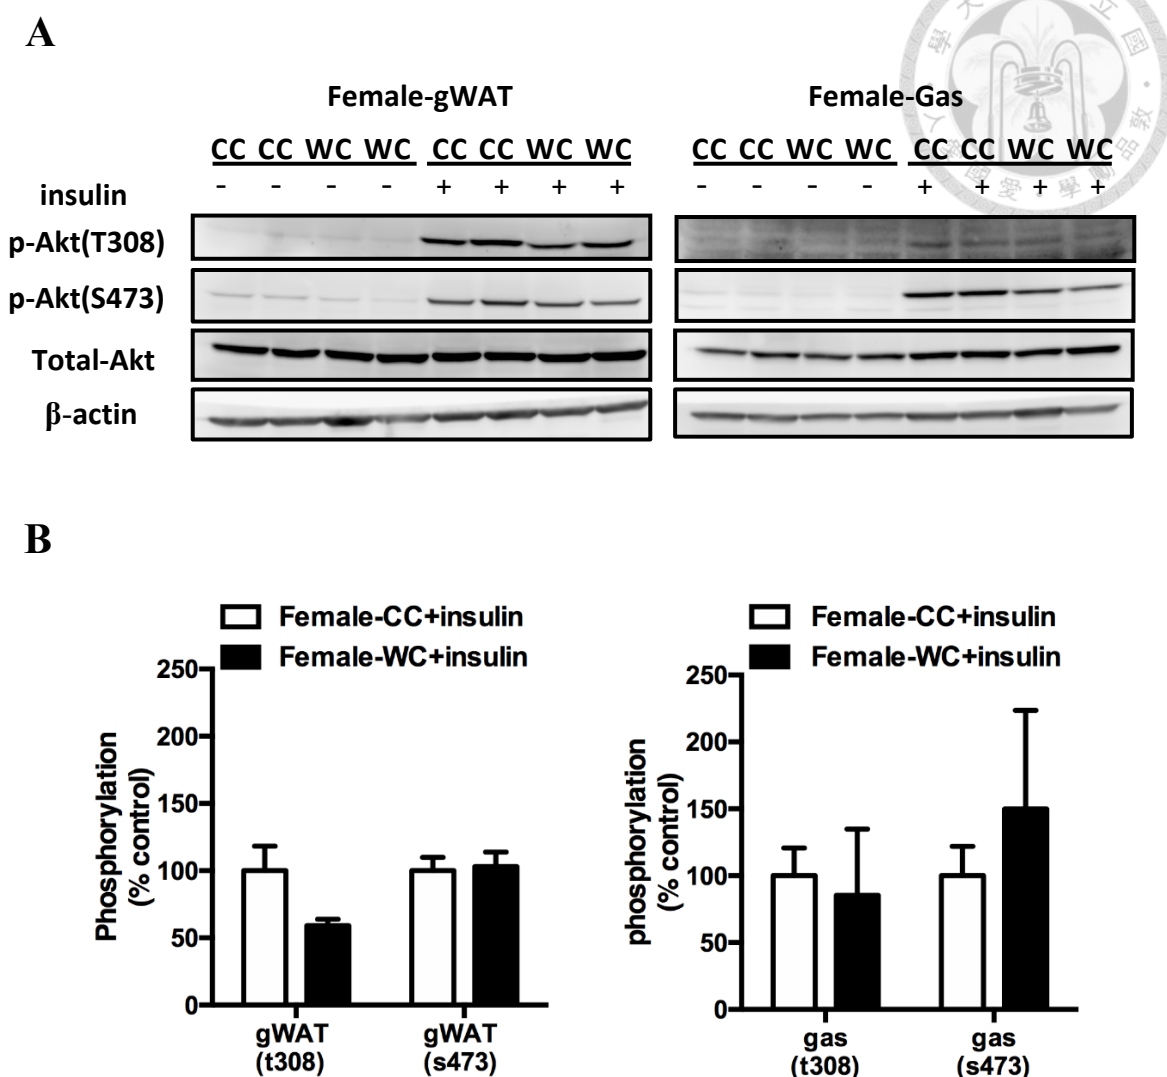 A
Female-gWAT
Female-Gas
CC CC WC WC CC CC WC WC
CC CC WC WC CC CC WC WC
insulin
- - - - + + + +
- - - - + + + +
p-Akt(T308)
p-Akt(S473)
Total-Akt
β-actin
B
Female-CC+insulin
Female-WC+insulin
250
200
150
100
50
0
Phosphorylation
(% control)
gWAT
(t308)
gWAT
(s473)
Female-CC+insulin
Female-WC+insulin
250
200
150
100
50
0
phosphorylation
(% control)
gas
(t308)
gas
(s473)